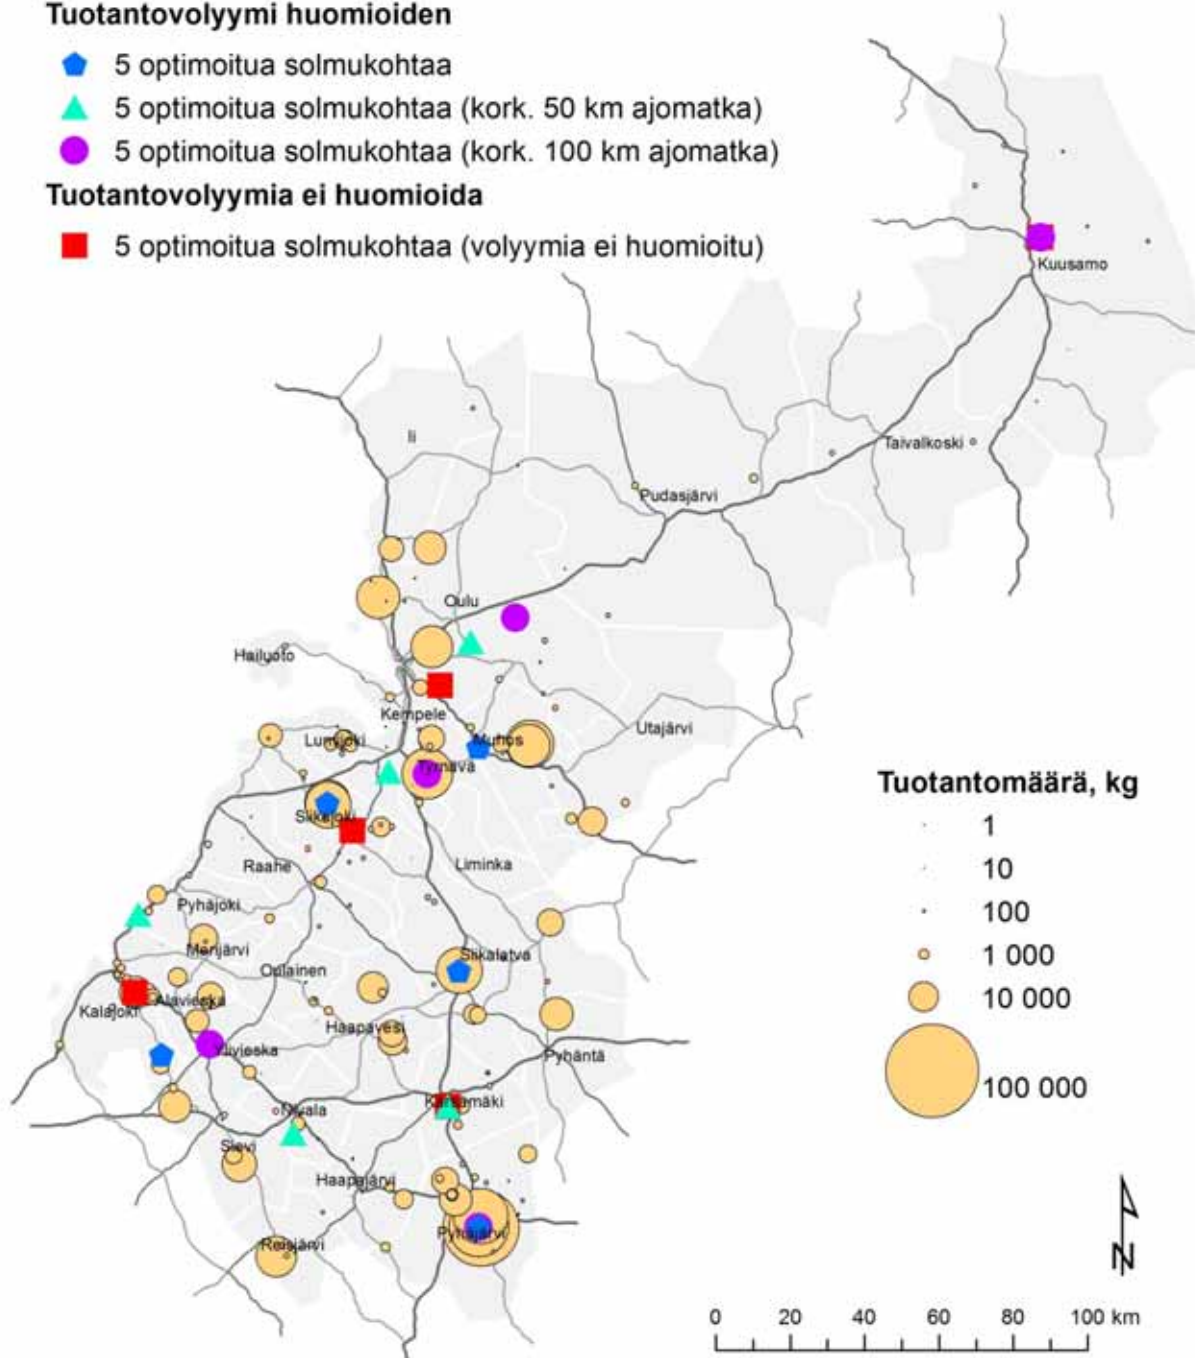 Tuotantovolyymi huomioiden
5 optimoitua solmukohtaa
5 optimoitua solmukohtaa (kork. 50 km ajomatka)
5 optimoitua solmukohtaa (kork. 100 km ajomatka)
Tuotantovolyymia ei huomioida
5 optimoitua solmukohtaa (volyymia ei huomioitu)
Kuusamo
Ii
Taivalkoski
Pudasjärvi
Oulu
Hailuoto
Kempele
Utajärvi
Lumijoki
Muhos
Tyrnävä
Siikajoki
Raahe
Liminka
Pyhäjoki
Merijärvi
Siikalatva
Oulainen
Alavieska
Kalajoki
Haapavesi
Ylivieska
Pyhäntä
Kärsämäki
Nivala
Sievi
Haapajärvi
Pyhäjärvi
Reisjärvi
Tuotantomäärä, kg
1
10
100
1 000
10 000
100 000
N
0 20 40 60 80 100 km